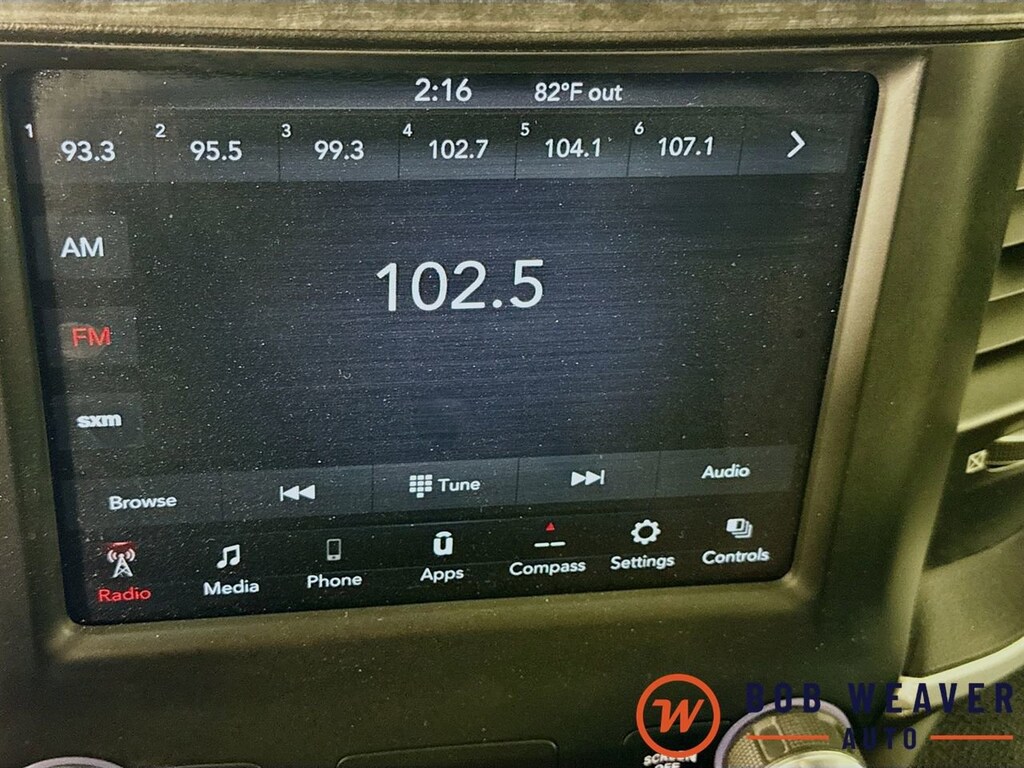 2:16 82°F out
1 93.3 2 95.5 3 99.3 4 102.7 5 104.1 6 107.1
AM
102.5
FM
sxm
Browse Tune Audio
Radio Media Phone Apps Compass Settings Controls
BOB WEAVER
AUTO
SCREEN
OFF